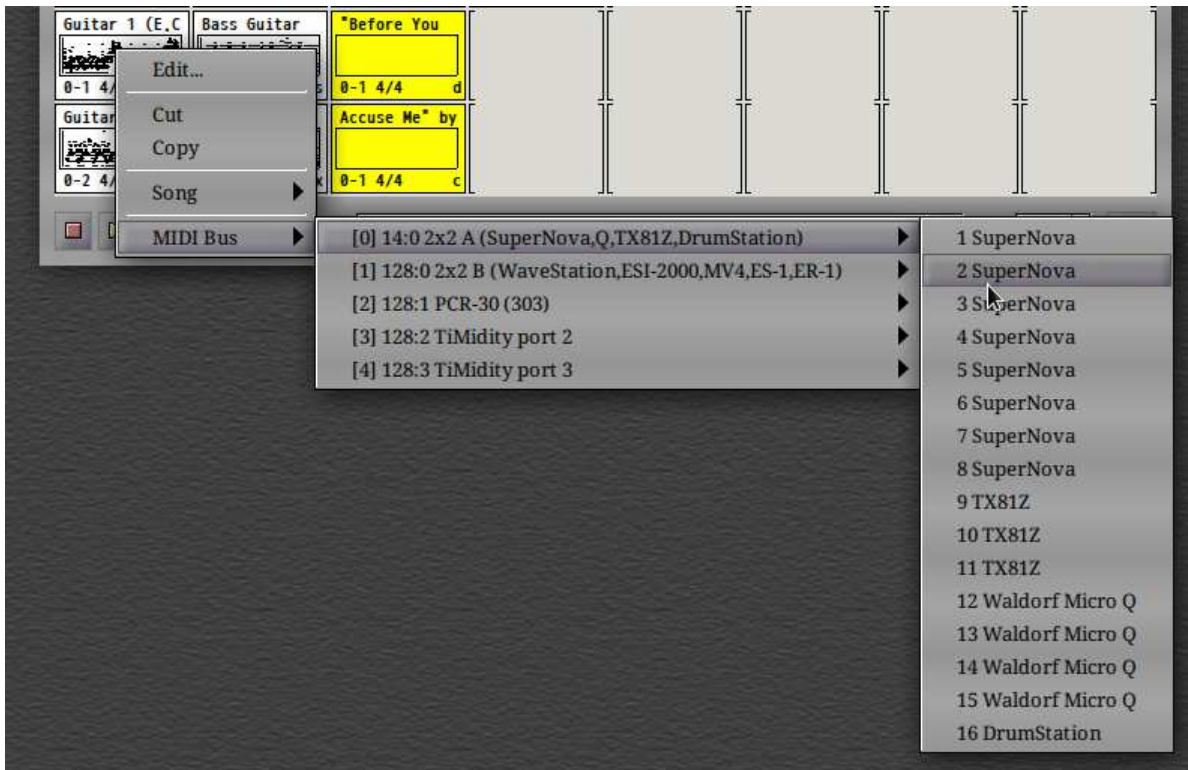 Guitar 1 (E,C
Bass Guitar
"Before You
0-1 4/
s
0-1 4/4 d
Guitar
Accuse Me" by
0-2 4/
x
0-1 4/4 c
Edit...
Cut
Copy
Song
MIDI Bus
[0] 14:0 2x2 A (SuperNova,Q,TX81Z,DrumStation)
[1] 128:0 2x2 B (WaveStation,ESI-2000,MV4,ES-1,ER-1)
[2] 128:1 PCR-30 (303)
[3] 128:2 TiMidity port 2
[4] 128:3 TiMidity port 3
1 SuperNova
2 SuperNova
3 SuperNova
4 SuperNova
5 SuperNova
6 SuperNova
7 SuperNova
8 SuperNova
9 TX81Z
10 TX81Z
11 TX81Z
12 Waldorf Micro Q
13 Waldorf Micro Q
14 Waldorf Micro Q
15 Waldorf Micro Q
16 DrumStation